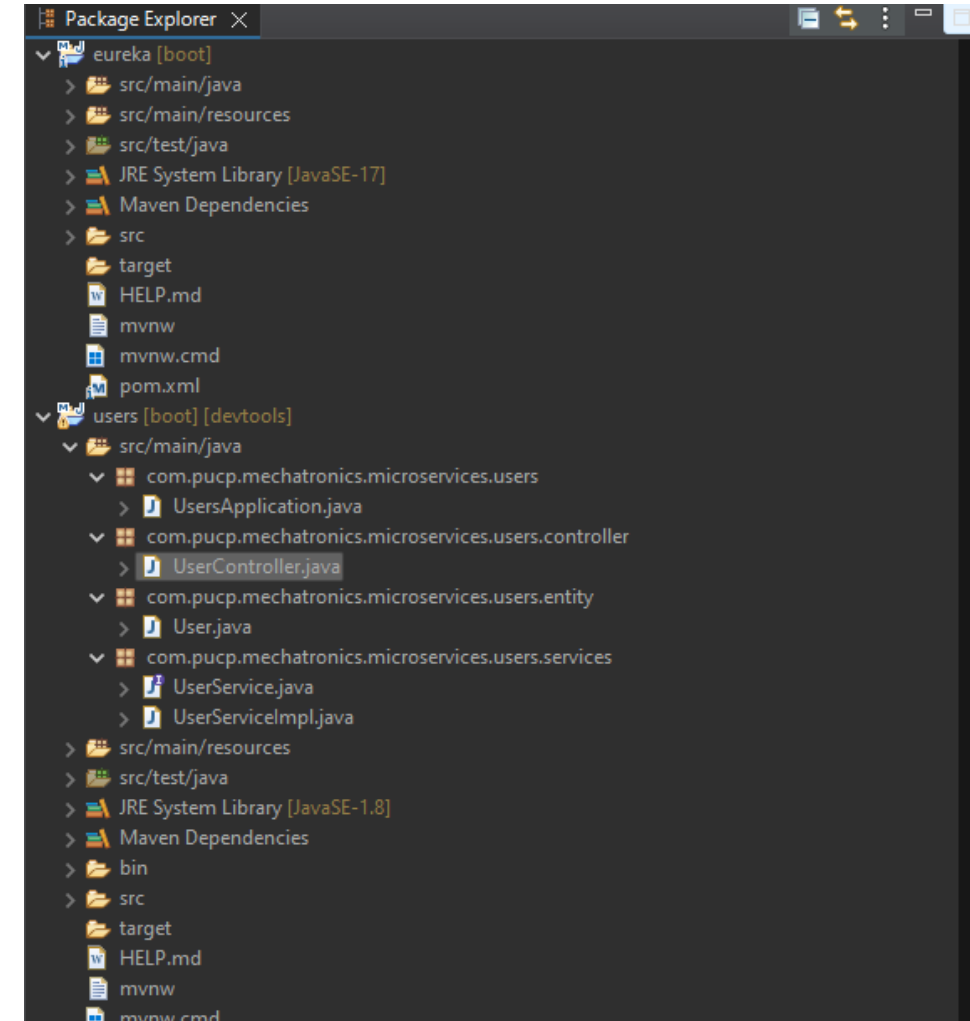 Package Explorer
eureka [boot]
src/main/java
src/main/resources
src/test/java
JRE System Library [JavaSE-17]
Maven Dependencies
src
target
HELP.md
mvnw
mvnw.cmd
pom.xml
users [boot] [devtools]
src/main/java
com.pucp.mechatronics.microservices.users
UsersApplication.java
com.pucp.mechatronics.microservices.users.controller
UserController.java
com.pucp.mechatronics.microservices.users.entity
User.java
com.pucp.mechatronics.microservices.users.services
UserService.java
UserServiceImpl.java
src/main/resources
src/test/java
JRE System Library [JavaSE-1.8]
Maven Dependencies
bin
src
target
HELP.md
mvnw
mvnw.cmd